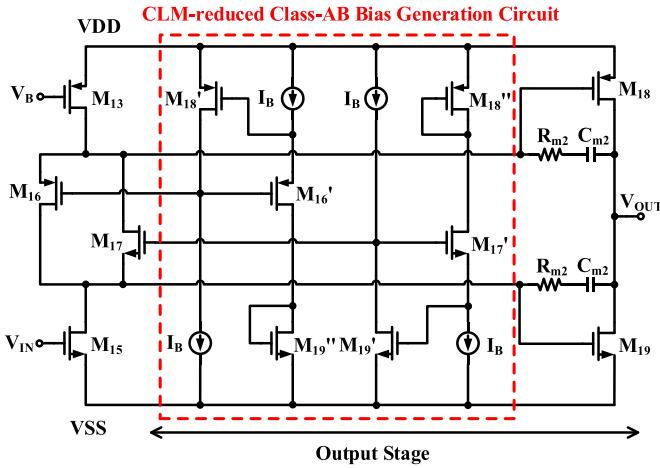 CLM-reduced Class-AB Bias Generation Circuit
VDD
VB
M13
M18'
IB
IB
M18''
M18
Rm2
Cm2
M16
M16'
VOUT
M17
M17'
Rm2
Cm2
VIN
M15
IB
M19''
M19'
IB
M19
VSS
Output Stage